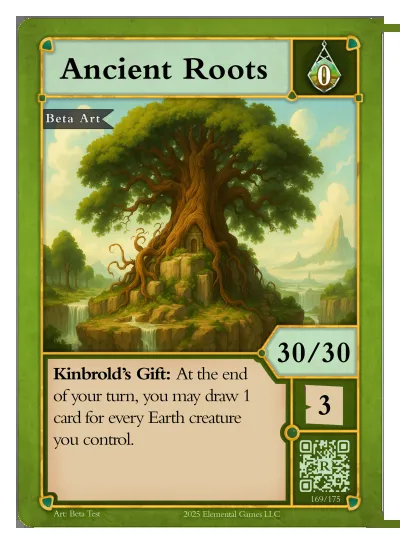 Ancient Roots
0
Beta Art
30/30
Kinbrold's Gift: At the end
of your turn, you may draw 1
card for every Earth creature
you control.
3
R
169/175
Art: Beta Test
2025 Elemental Games LLC